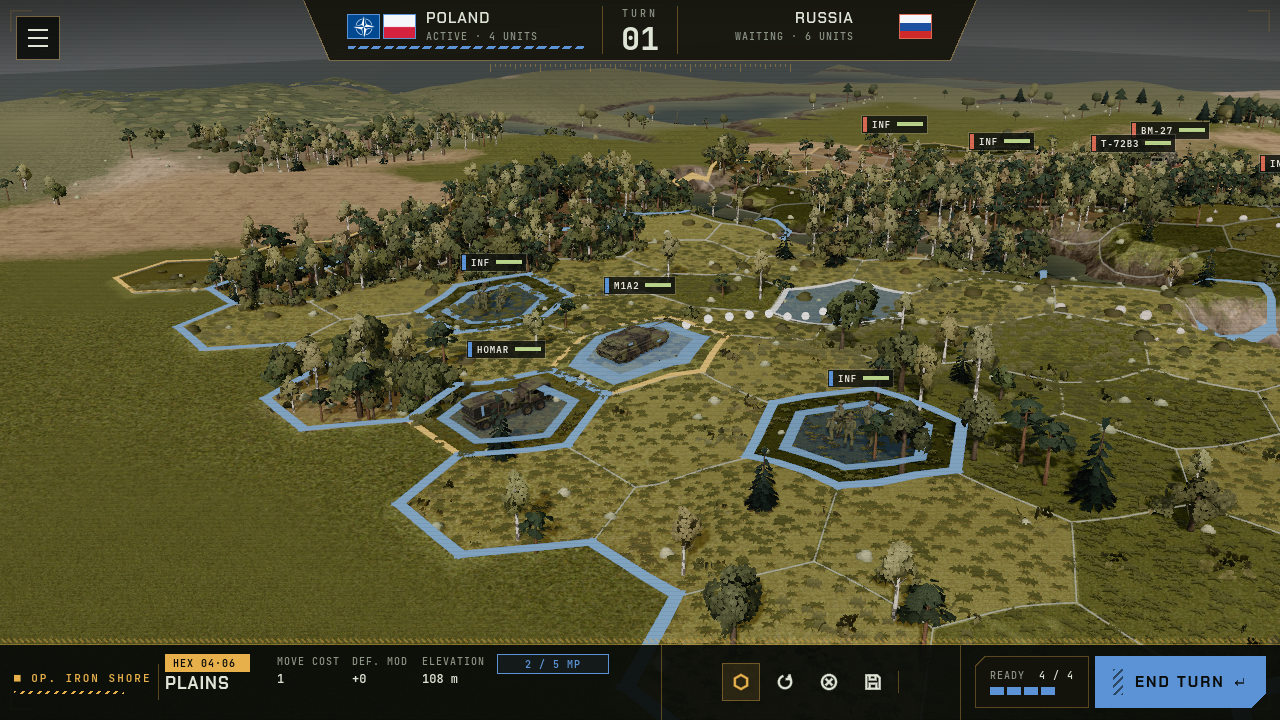 POLAND
ACTIVE · 4 UNITS
TURN
01
RUSSIA
WAITING · 6 UNITS
INF
INF
BM-27
T-72B3
INF
M1A2
HOMAR
INF
OP. IRON SHORE
HEX 04·06
PLAINS
MOVE COST
1
DEF. MOD
+0
ELEVATION
108 m
2 / 5 MP
READY 4 / 4
END TURN ↵